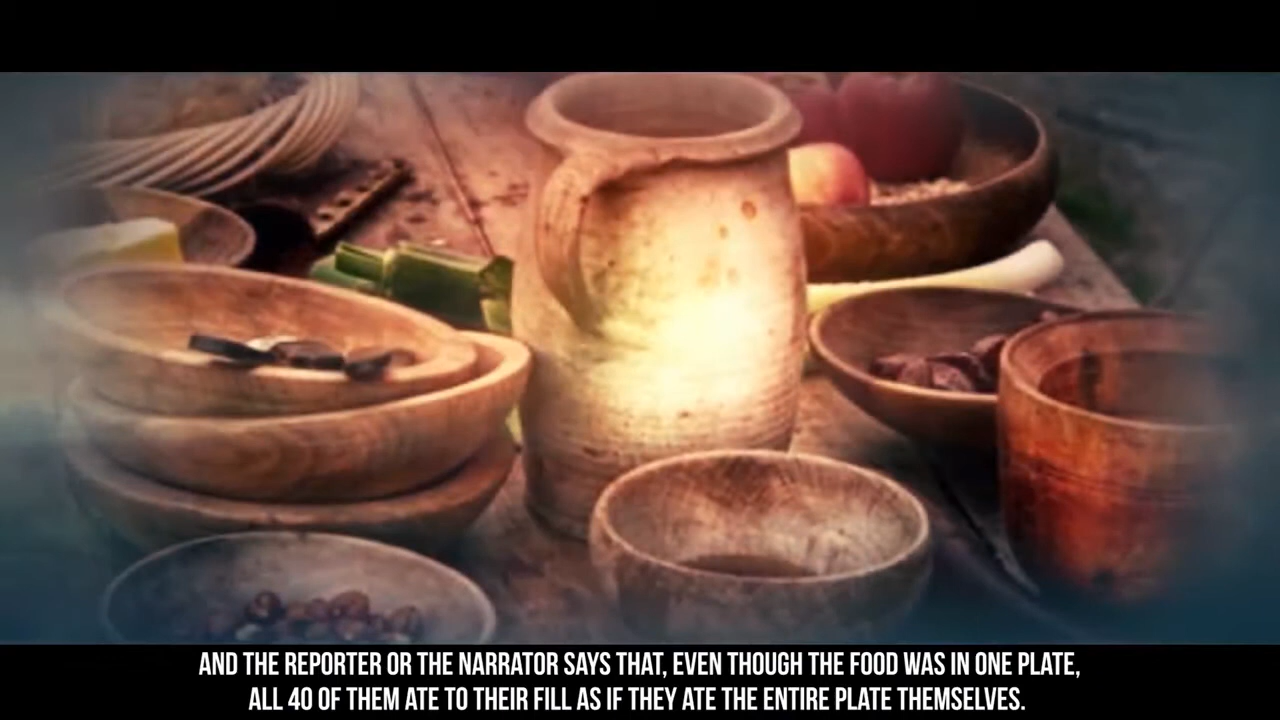 AND THE REPORTER OR THE NARRATOR SAYS THAT, EVEN THOUGH THE FOOD WAS IN ONE PLATE,
ALL 40 OF THEM ATE TO THEIR FILL AS IF THEY ATE THE ENTIRE PLATE THEMSELVES.